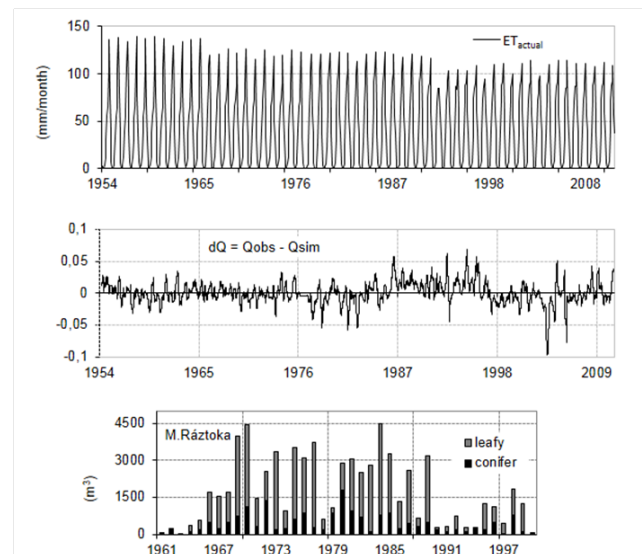 150
ETactual
100
(mm/month)
50
0
1954 1965 1976 1987 1998 2008
0,1
dQ = Qobs - Qsim
0,05
0
-0,05
-0,1
1954 1965 1976 1987 1998 2009
4500
M.Ráztoka
leafy
3000
conifer
(m³)
1500
0
1961 1967 1973 1979 1985 1991 1997